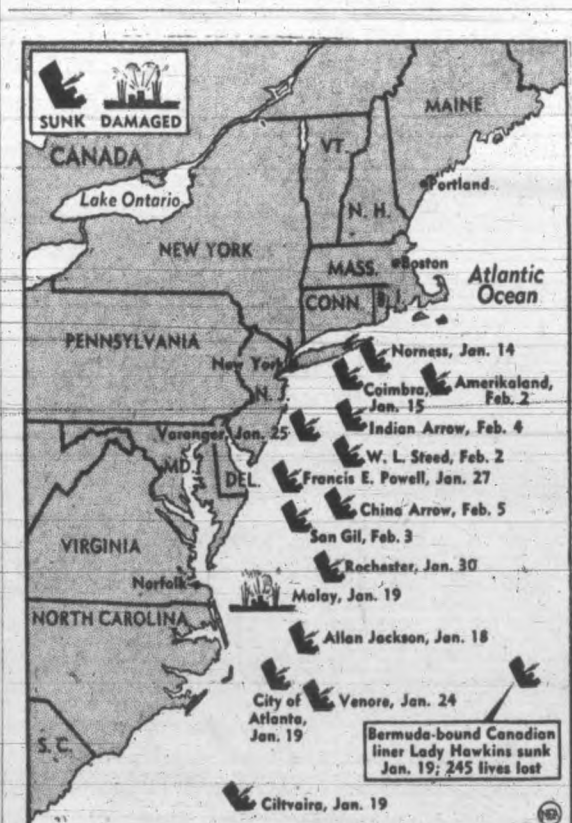 SUNK DAMAGED
MAINE
CANADA
VT.
Lake Ontario
Portland
N. H.
NEW YORK
MASS.
Boston
Atlantic
Ocean
CONN.
PENNSYLVANIA
New York
Norness, Jan. 14
N. J.
Coimbra,
Jan. 15
Amerikaland,
Feb. 2
Varanger, Jan. 25
Indian Arrow, Feb. 4
W. L. Steed, Feb. 2
MD.
DEL.
Francis E. Powell, Jan. 27
China Arrow, Feb. 5
San Gil, Feb. 3
VIRGINIA
Rochester, Jan. 30
Norfolk
Malay, Jan. 19
NORTH CAROLINA
Allan Jackson, Jan. 18
City of
Atlanta,
Jan. 19
Venore, Jan. 24
S. C.
Bermuda-bound Canadian
liner Lady Hawkins sunk
Jan. 19; 245 lives lost
Ciltvaira, Jan. 19